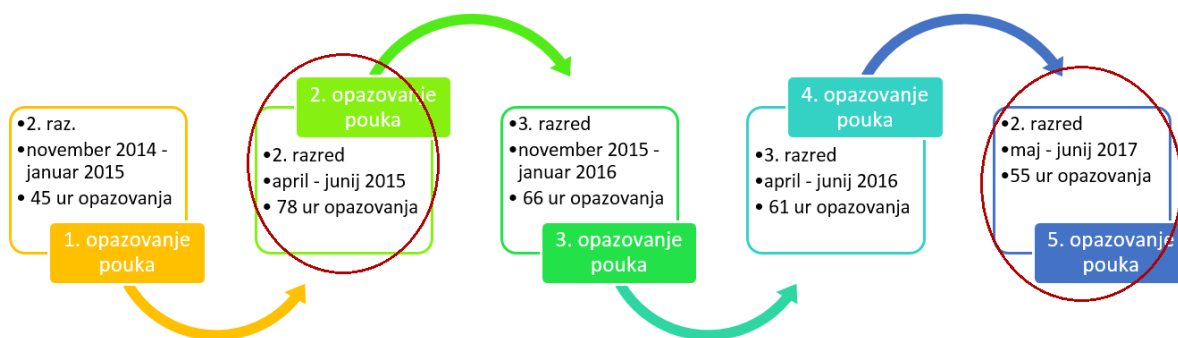 •2. raz.
•november 2014 -
januar 2015
• 45 ur opazovanja
1. opazovanje
pouka
2. opazovanje
pouka
•2. razred
•april - junij 2015
• 78 ur opazovanja
•3. razred
•november 2015 -
januar 2016
• 66 ur opazovanja
3. opazovanje
pouka
4. opazovanje
pouka
•3. razred
•april - junij 2016
• 61 ur opazovanja
•2. razred
•maj - junij 2017
•55 ur opazovanja
5. opazovanje
pouka